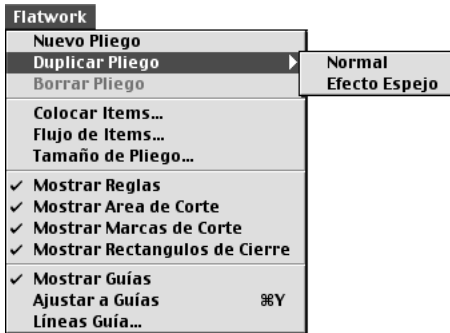 Flatwork
Nuevo Pliego
Duplicar Pliego
Normal
Borrar Pliego
Efecto Espejo
Colocar Items...
Flujo de Items...
Tamaño de Pliego...
✓ Mostrar Reglas
✓ Mostrar Area de Corte
✓ Mostrar Marcas de Corte
✓ Mostrar Rectangulos de Cierre
✓ Mostrar Guías
Ajustar a Guías ⌘Y
Líneas Guía...